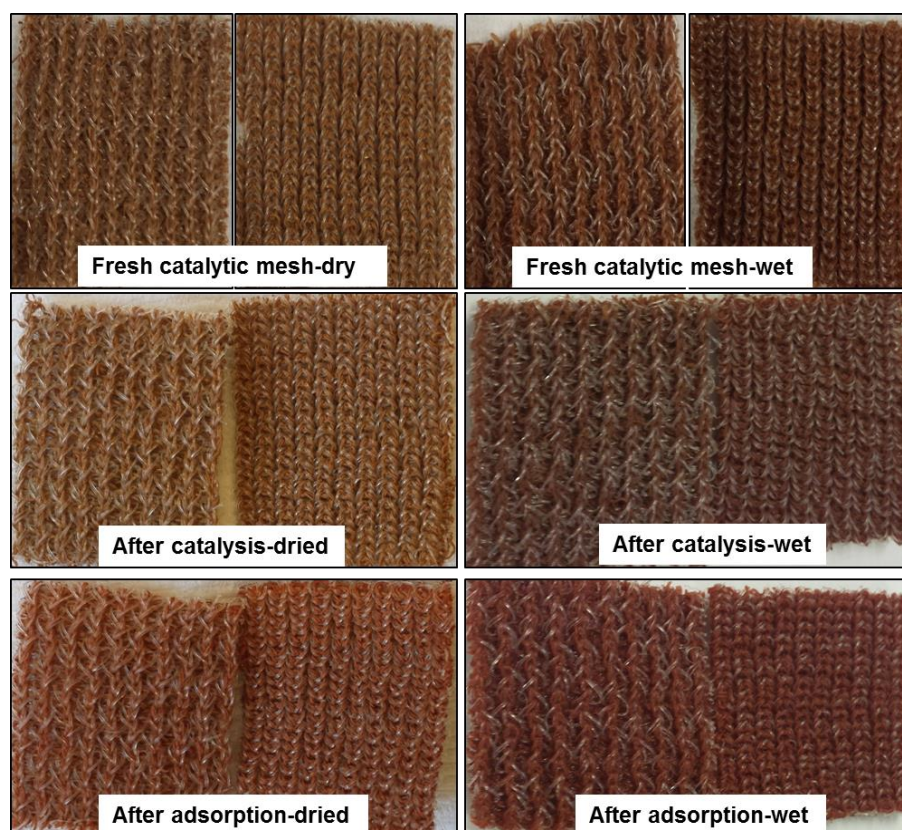 Fresh catalytic mesh-dry
Fresh catalytic mesh-wet
After catalysis-dried
After catalysis-wet
After adsorption-dried
After adsorption-wet